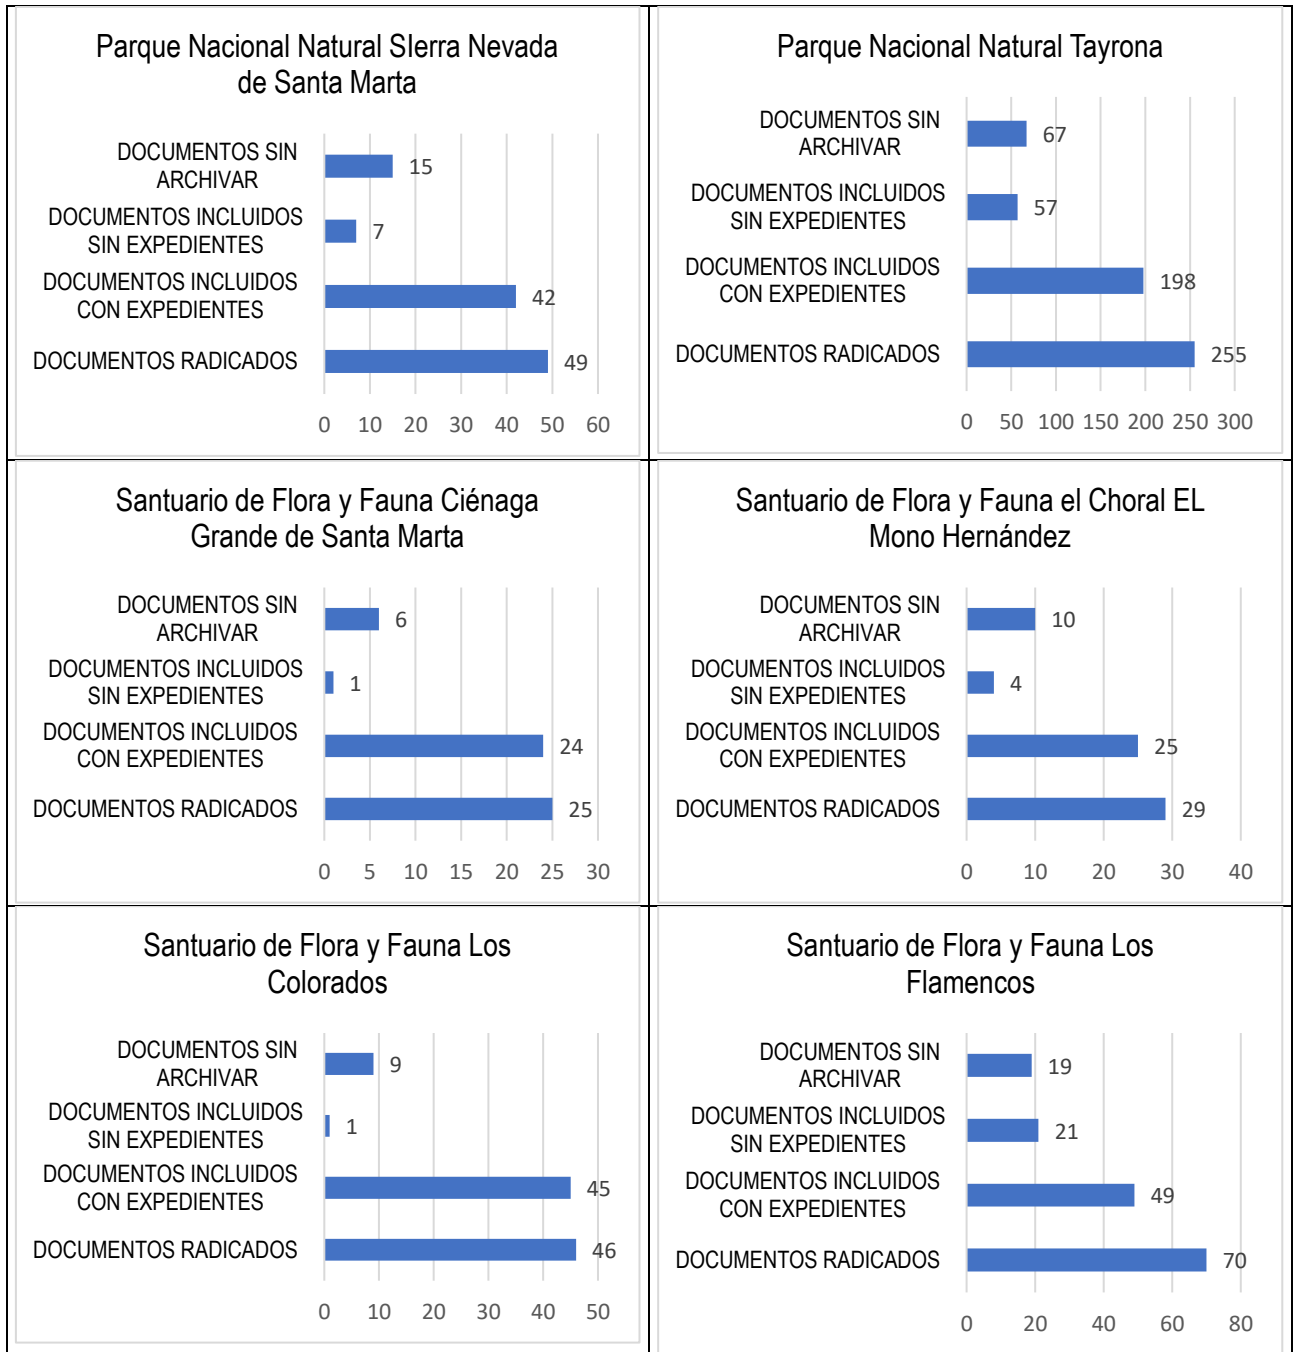 Parque Nacional Natural SIerra Nevada
de Santa Marta
DOCUMENTOS SIN
ARCHIVAR
15
DOCUMENTOS INCLUIDOS
SIN EXPEDIENTES
7
DOCUMENTOS INCLUIDOS
CON EXPEDIENTES
42
DOCUMENTOS RADICADOS
49
0 10 20 30 40 50 60
Parque Nacional Natural Tayrona
DOCUMENTOS SIN
ARCHIVAR
67
DOCUMENTOS INCLUIDOS
SIN EXPEDIENTES
57
DOCUMENTOS INCLUIDOS
CON EXPEDIENTES
198
DOCUMENTOS RADICADOS
255
0 50 100 150 200 250 300
Santuario de Flora y Fauna Ciénaga
Grande de Santa Marta
DOCUMENTOS SIN
ARCHIVAR
6
DOCUMENTOS INCLUIDOS
SIN EXPEDIENTES
1
DOCUMENTOS INCLUIDOS
CON EXPEDIENTES
24
DOCUMENTOS RADICADOS
25
0 5 10 15 20 25 30
Santuario de Flora y Fauna el Choral EL
Mono Hernández
DOCUMENTOS SIN
ARCHIVAR
10
DOCUMENTOS INCLUIDOS
SIN EXPEDIENTES
4
DOCUMENTOS INCLUIDOS
CON EXPEDIENTES
25
DOCUMENTOS RADICADOS
29
0 10 20 30 40
Santuario de Flora y Fauna Los
Colorados
DOCUMENTOS SIN
ARCHIVAR
9
DOCUMENTOS INCLUIDOS
SIN EXPEDIENTES
1
DOCUMENTOS INCLUIDOS
CON EXPEDIENTES
45
DOCUMENTOS RADICADOS
46
0 10 20 30 40 50
Santuario de Flora y Fauna Los
Flamencos
DOCUMENTOS SIN
ARCHIVAR
19
DOCUMENTOS INCLUIDOS
SIN EXPEDIENTES
21
DOCUMENTOS INCLUIDOS
CON EXPEDIENTES
49
DOCUMENTOS RADICADOS
70
0 20 40 60 80